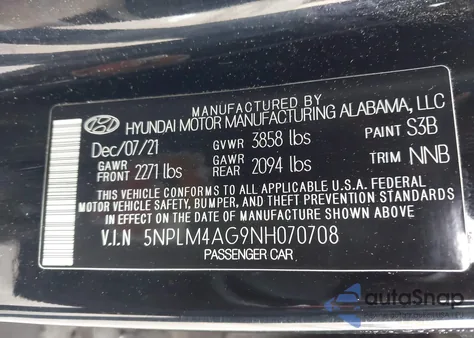 MANUFACTURED BY
HYUNDAI MOTOR MANUFACTURING ALABAMA, LLC
Dec/07/21 GVWR 3858 lbs PAINT S3B
GAWR FRONT 2271 lbs GAWR REAR 2094 lbs TRIM NNB
THIS VEHICLE CONFORMS TO ALL APPLICABLE U.S.A. FEDERAL
MOTOR VEHICLE SAFETY, BUMPER, AND THEFT PREVENTION STANDARDS
IN EFFECT ON THE DATE OF MANUFACTURE SHOWN ABOVE
V.I.N 5NPLM4AG9NH070708
PASSENGER CAR
autoSnap